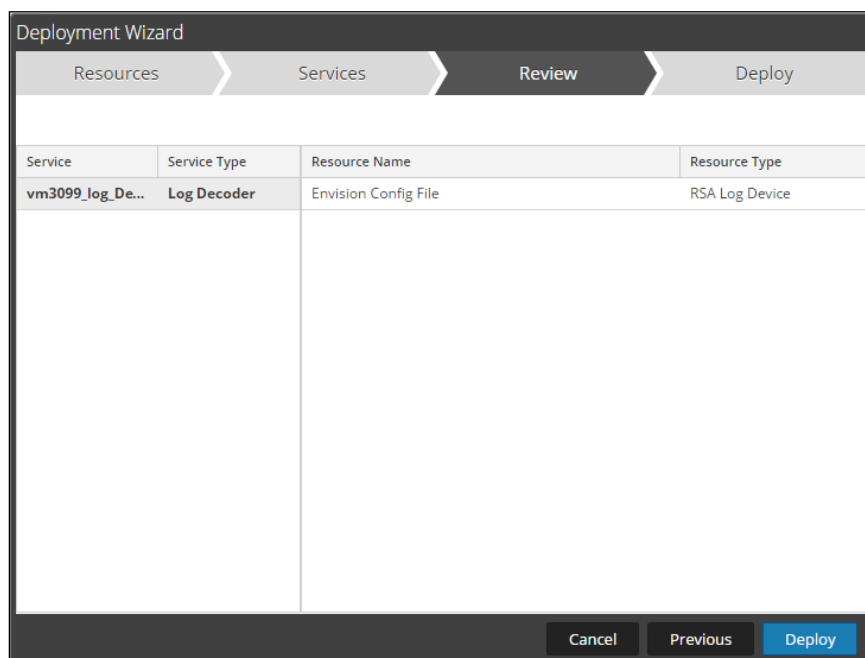 Deployment Wizard
Resources Services Review Deploy
Service Service Type Resource Name Resource Type
vm3099_log_De... Log Decoder Envision Config File RSA Log Device
Cancel Previous Deploy